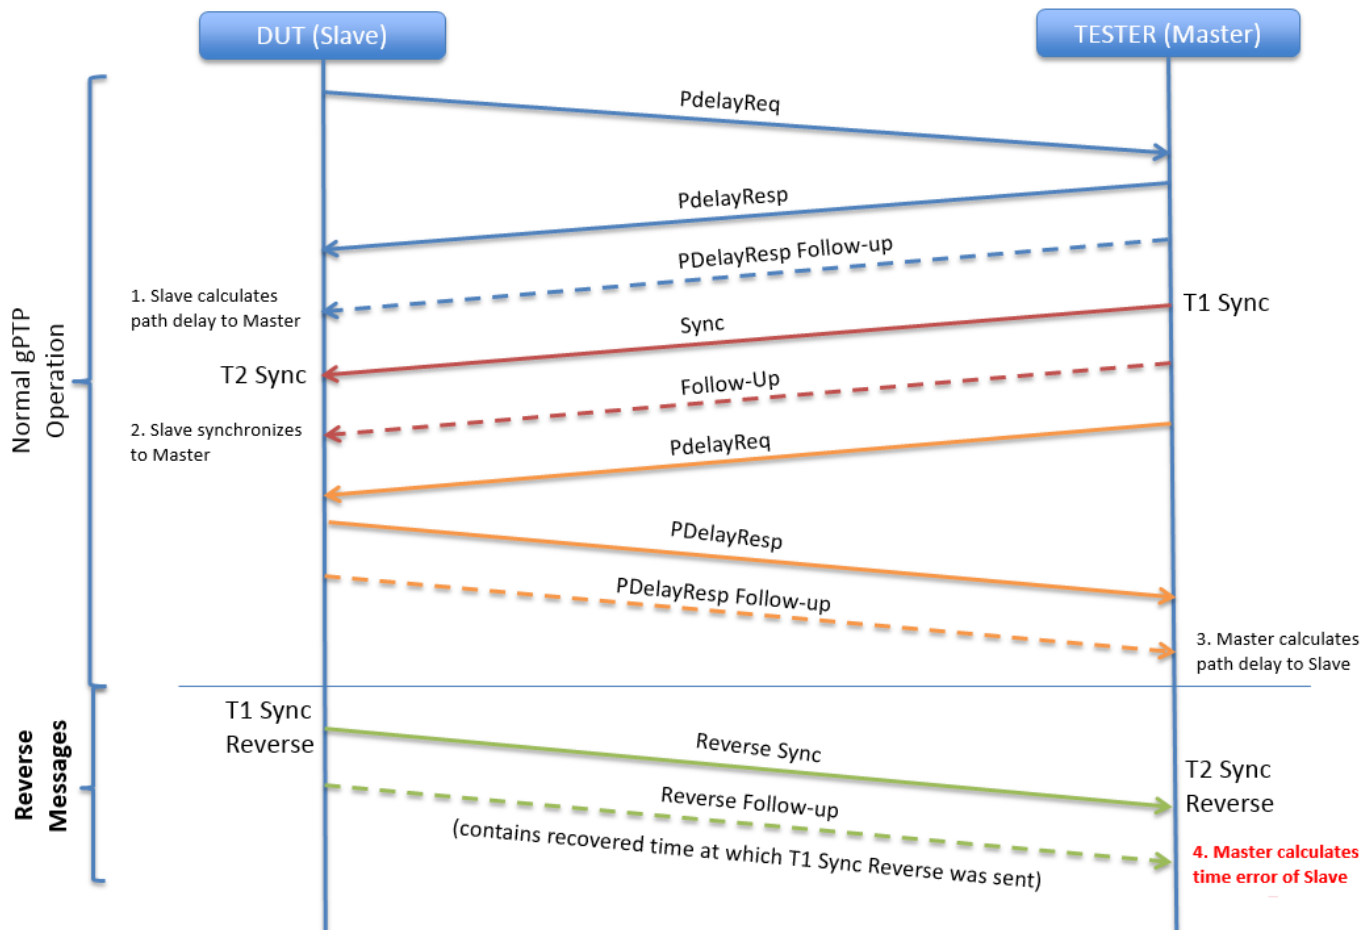 DUT (Slave)
TESTER (Master)
PdelayReq
PdelayResp
PDelayResp Follow-up
1. Slave calculates
path delay to Master
T1 Sync
Sync
T2 Sync
Follow-Up
2. Slave synchronizes
to Master
PdelayReq
PDelayResp
PDelayResp Follow-up
3. Master calculates
path delay to Slave
Normal gPTP
Operation
T1 Sync
Reverse
Reverse Sync
T2 Sync
Reverse
Reverse Follow-up
(contains recovered time at which T1 Sync Reverse was sent)
4. Master calculates
time error of Slave
Reverse
Messages